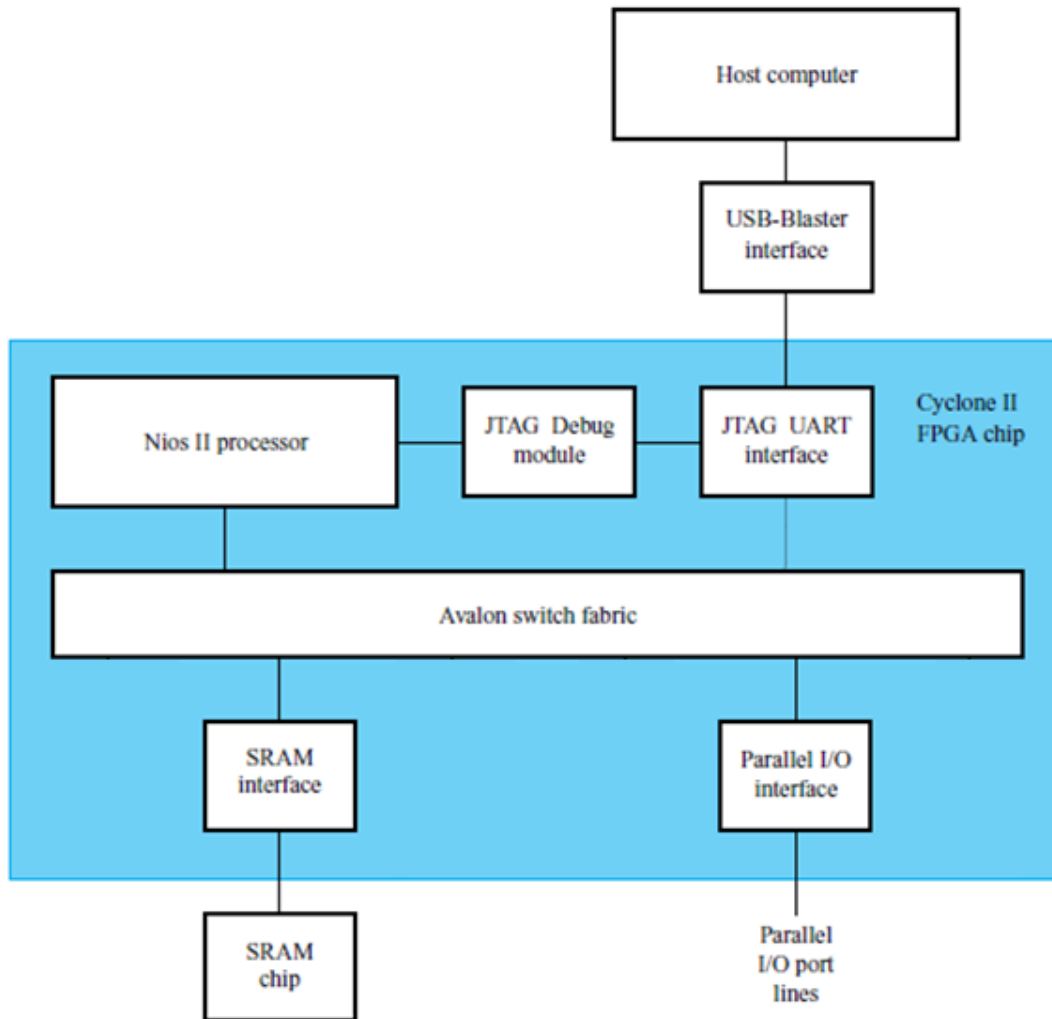 Host computer
USB-Blaster
interface
Cyclone II
FPGA chip
Nios II processor
JTAG Debug
module
JTAG UART
interface
Avalon switch fabric
SRAM
interface
Parallel I/O
interface
SRAM
chip
Parallel
I/O port
lines